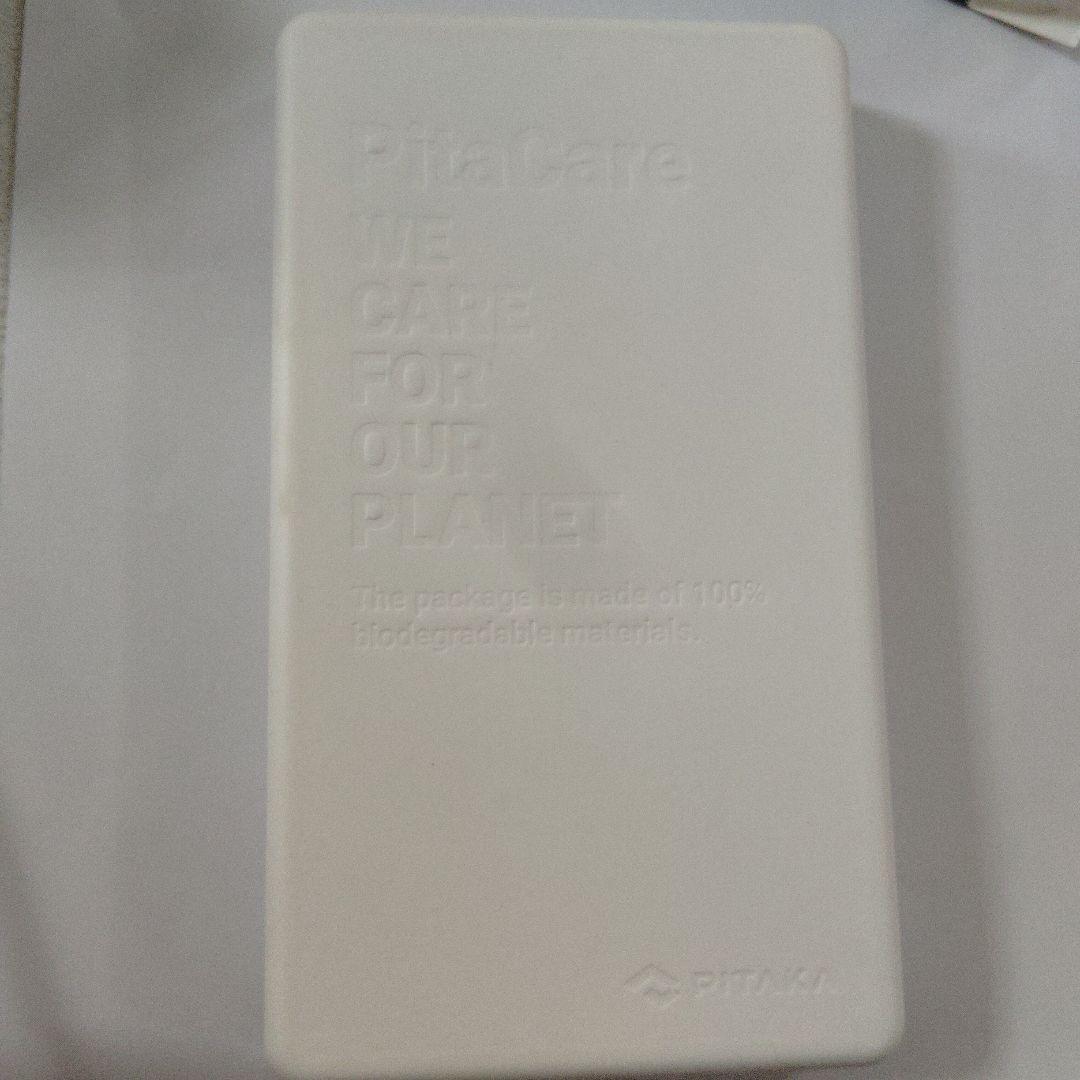 PitaCare
WE
CARE
FOR
OUR
PLANET
The package is made of 100%
biodegradable materials.
PITAKA